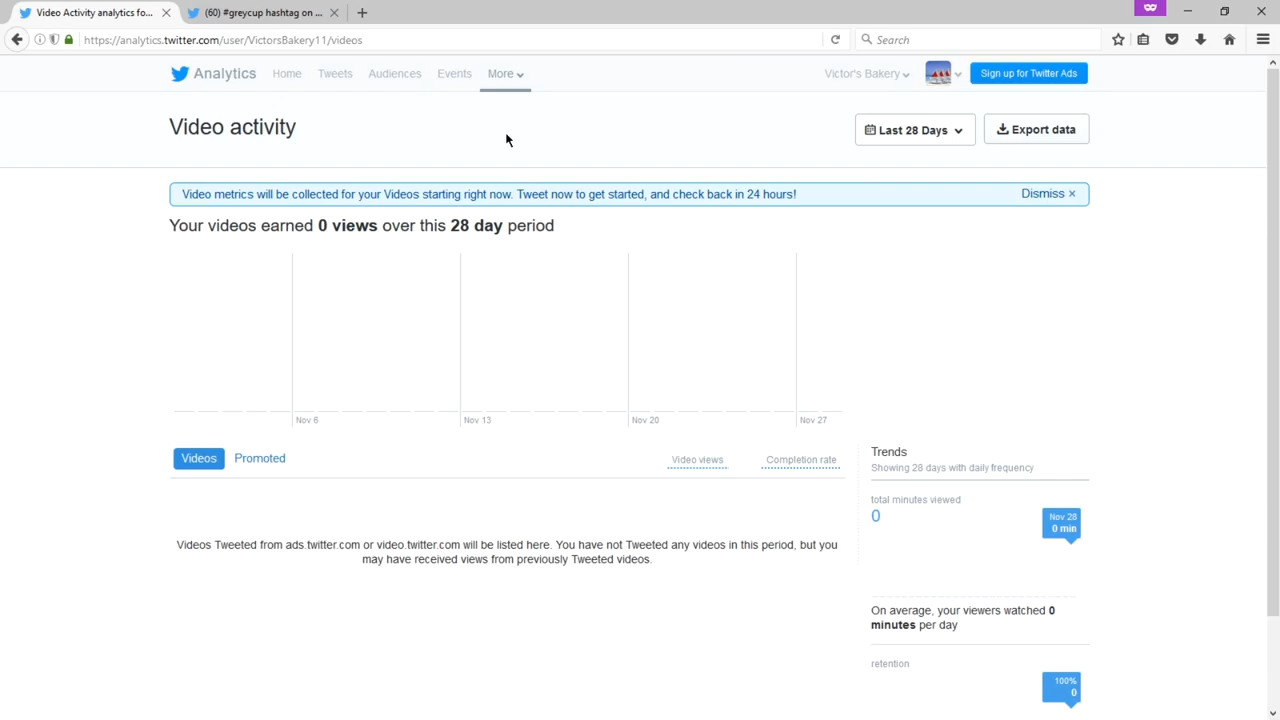 Video Activity analytics fo...
(60) #greycup hashtag on ...
https://analytics.twitter.com/user/VictorsBakery11/videos
Search
Analytics
Home
Tweets
Audiences
Events
More
Victor's Bakery
Sign up for Twitter Ads
Video activity
Last 28 Days
Export data
Video metrics will be collected for your Videos starting right now. Tweet now to get started, and check back in 24 hours!
Dismiss ×
Your videos earned 0 views over this 28 day period
Nov 6
Nov 13
Nov 20
Nov 27
Videos
Promoted
Video views
Completion rate
Videos Tweeted from ads.twitter.com or video.twitter.com will be listed here. You have not Tweeted any videos in this period, but you
may have received views from previously Tweeted videos.
Trends
Showing 28 days with daily frequency
total minutes viewed
0
Nov 28
0 min
On average, your viewers watched 0
minutes per day
retention
100%
0